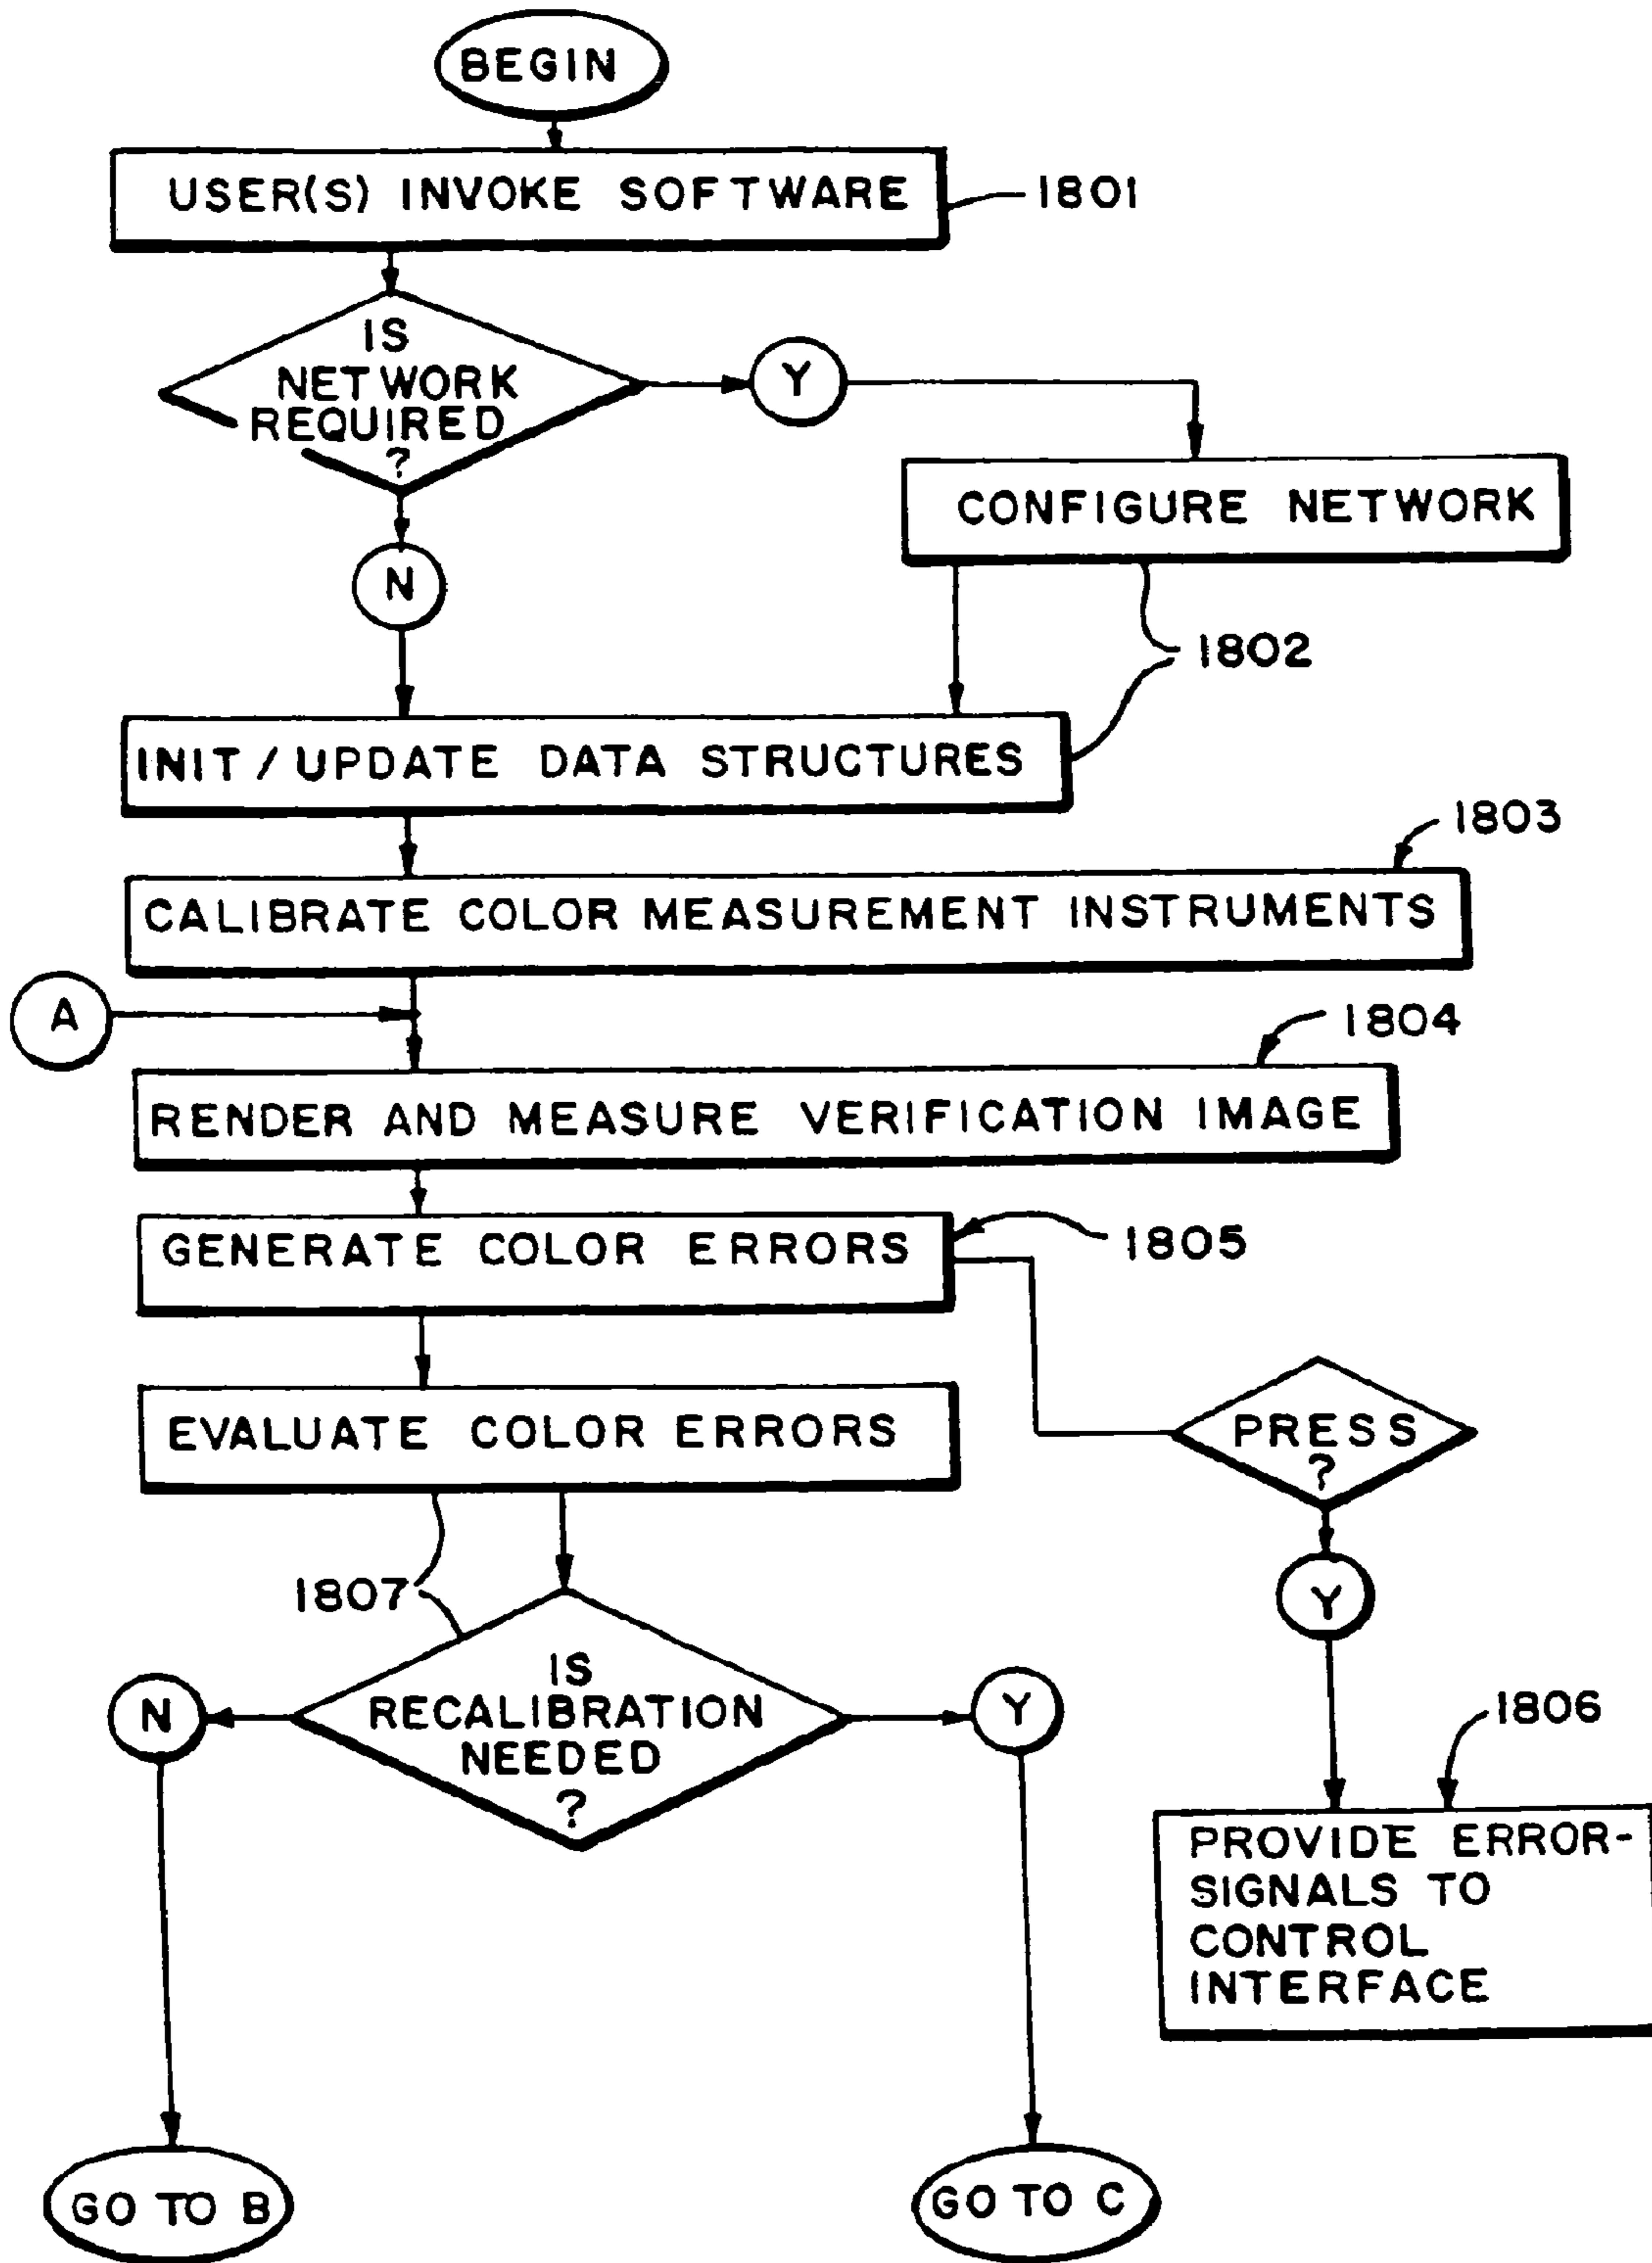 BEGIN
USER(S) INVOKE SOFTWARE
1801
IS
NETWORK
REQUIRED
?
Y
CONFIGURE NETWORK
N
1802
INIT / UPDATE DATA STRUCTURES
1803
CALIBRATE COLOR MEASUREMENT INSTRUMENTS
A
1804
RENDER AND MEASURE VERIFICATION IMAGE
GENERATE COLOR ERRORS
1805
EVALUATE COLOR ERRORS
PRESS
?
1807
Y
IS
RECALIBRATION
NEEDED
?
N
Y
1806
PROVIDE ERROR-
SIGNALS TO
CONTROL
INTERFACE
GO TO B
GO TO C